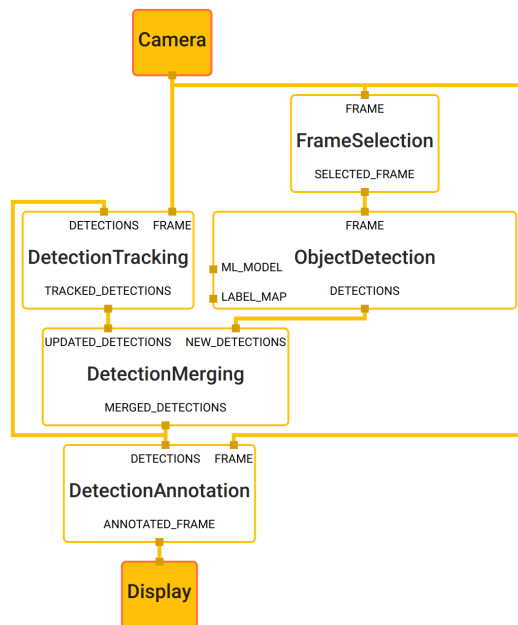 Camera
FRAME
FrameSelection
SELECTED_FRAME
DETECTIONS FRAME
DetectionTracking
TRACKED_DETECTIONS
FRAME
ObjectDetection
ML_MODEL
LABEL_MAP
DETECTIONS
UPDATED_DETECTIONS NEW_DETECTIONS
DetectionMerging
MERGED_DETECTIONS
DETECTIONS FRAME
DetectionAnnotation
ANNOTATED_FRAME
Display